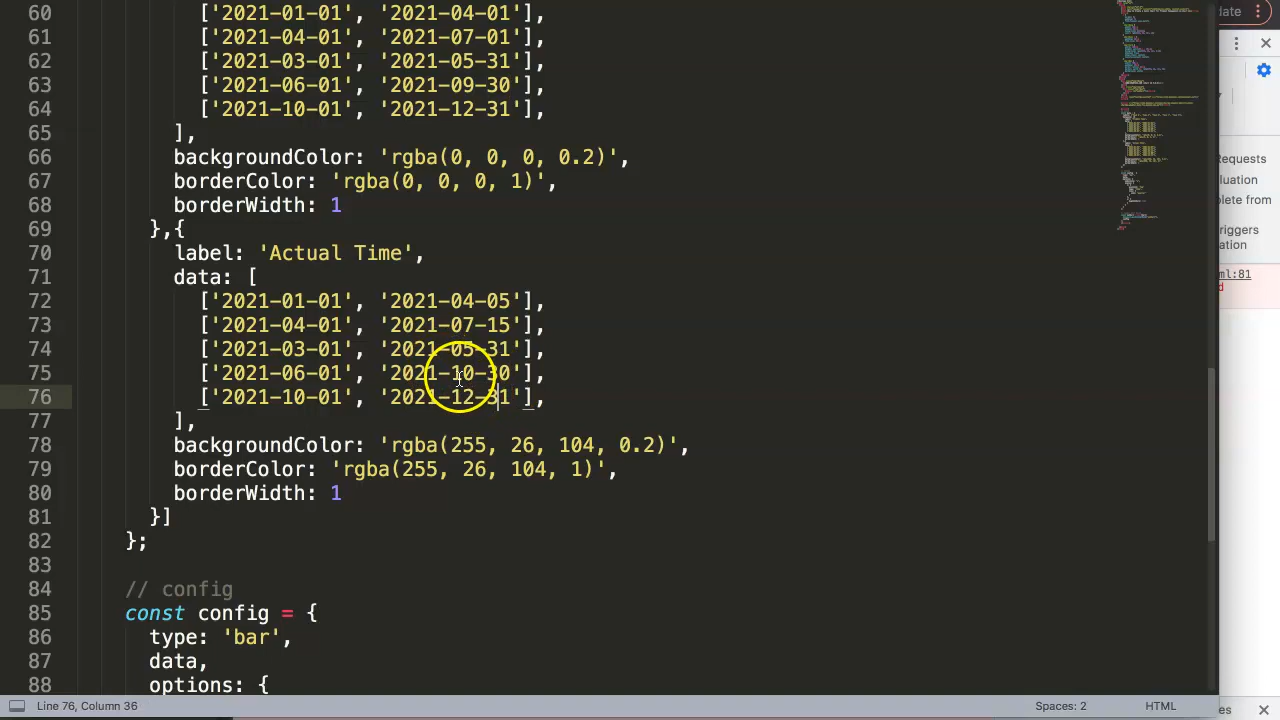 60 ['2021-01-01', '2021-04-01'],
61 ['2021-04-01', '2021-07-01'],
62 ['2021-03-01', '2021-05-31'],
63 ['2021-06-01', '2021-09-30'],
64 ['2021-10-01', '2021-12-31'],
65 ],
66 backgroundColor: 'rgba(0, 0, 0, 0.2)',
67 borderColor: 'rgba(0, 0, 0, 1)',
68 borderWidth: 1
69 },{
70 label: 'Actual Time',
71 data: [
72 ['2021-01-01', '2021-04-05'],
73 ['2021-04-01', '2021-07-15'],
74 ['2021-03-01', '2021-05-31'],
75 ['2021-06-01', '2021-10-30'],
76 ['2021-10-01', '2021-12-31'],
77 ],
78 backgroundColor: 'rgba(255, 26, 104, 0.2)',
79 borderColor: 'rgba(255, 26, 104, 1)',
80 borderWidth: 1
81 }]
82 };
83
84 // config
85 const config = {
86 type: 'bar',
87 data,
88 options: {
Line 76, Column 36
Spaces: 2
HTML
date
Requests
luation
plete from
riggers
ation
ml:81
d
es